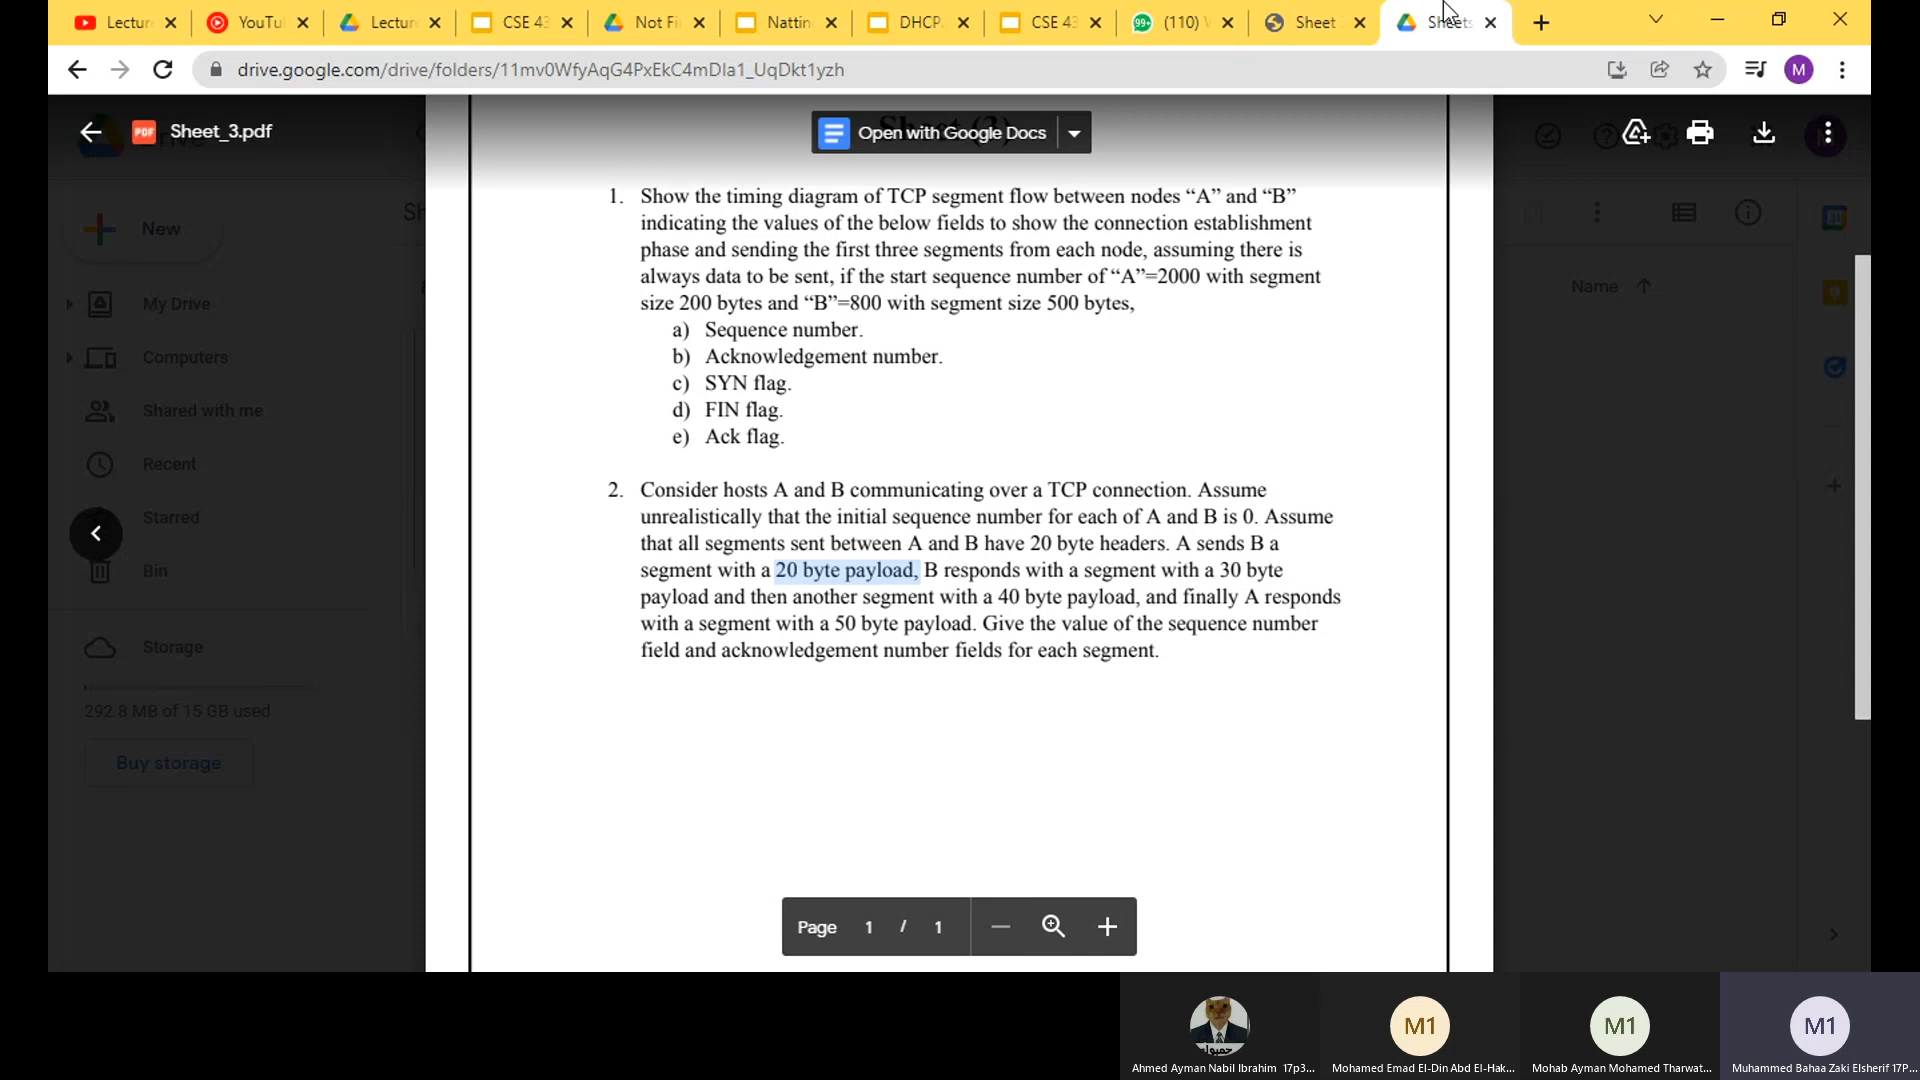 Lecture
YouTu
Lecture
CSE 43
Not Fi
Nattin
DHCP.
CSE 43
99+
(110)
Sheet
Sheets
drive.google.com/drive/folders/11mv0WfyAqG4PxEkC4mDla1_UqDkt1yzh
M
PDF
Sheet_3.pdf
Open with Google Docs
New
My Drive
Computers
Shared with me
Recent
Starred
Bin
Storage
292.8 MB of 15 GB used
Buy storage
Name
1. Show the timing diagram of TCP segment flow between nodes “A” and “B”
indicating the values of the below fields to show the connection establishment
phase and sending the first three segments from each node, assuming there is
always data to be sent, if the start sequence number of “A”=2000 with segment
size 200 bytes and “B”=800 with segment size 500 bytes,
a) Sequence number.
b) Acknowledgement number.
c) SYN flag.
d) FIN flag.
e) Ack flag.
2. Consider hosts A and B communicating over a TCP connection. Assume
unrealistically that the initial sequence number for each of A and B is 0. Assume
that all segments sent between A and B have 20 byte headers. A sends B a
segment with a 20 byte payload, B responds with a segment with a 30 byte
payload and then another segment with a 40 byte payload, and finally A responds
with a segment with a 50 byte payload. Give the value of the sequence number
field and acknowledgement number fields for each segment.
Page 1 / 1
M1
M1
M1
Ahmed Ayman Nabil Ibrahim 17p3...
Mohamed Emad El-Din Abd El-Hak...
Mohab Ayman Mohamed Tharwat...
Muhammed Bahaa Zaki Elsherif 17P...